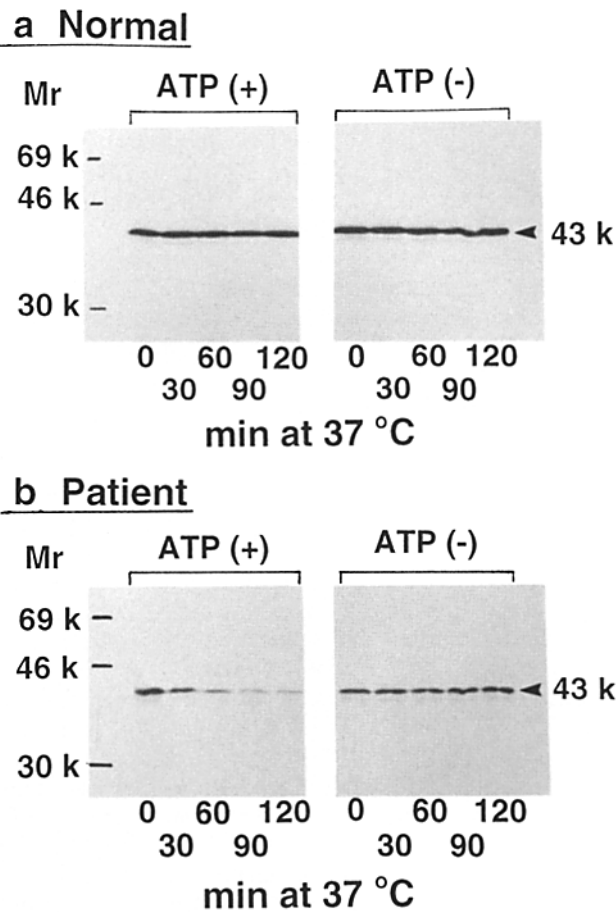 a Normal
Mr ATP (+) ATP (-)
69 k
46 k
43 k
30 k
0 60 120 0 60 120
30 90 30 90
min at 37 °C
b Patient
Mr ATP (+) ATP (-)
69 k
46 k
43 k
30 k
0 60 120 0 60 120
30 90 30 90
min at 37 °C